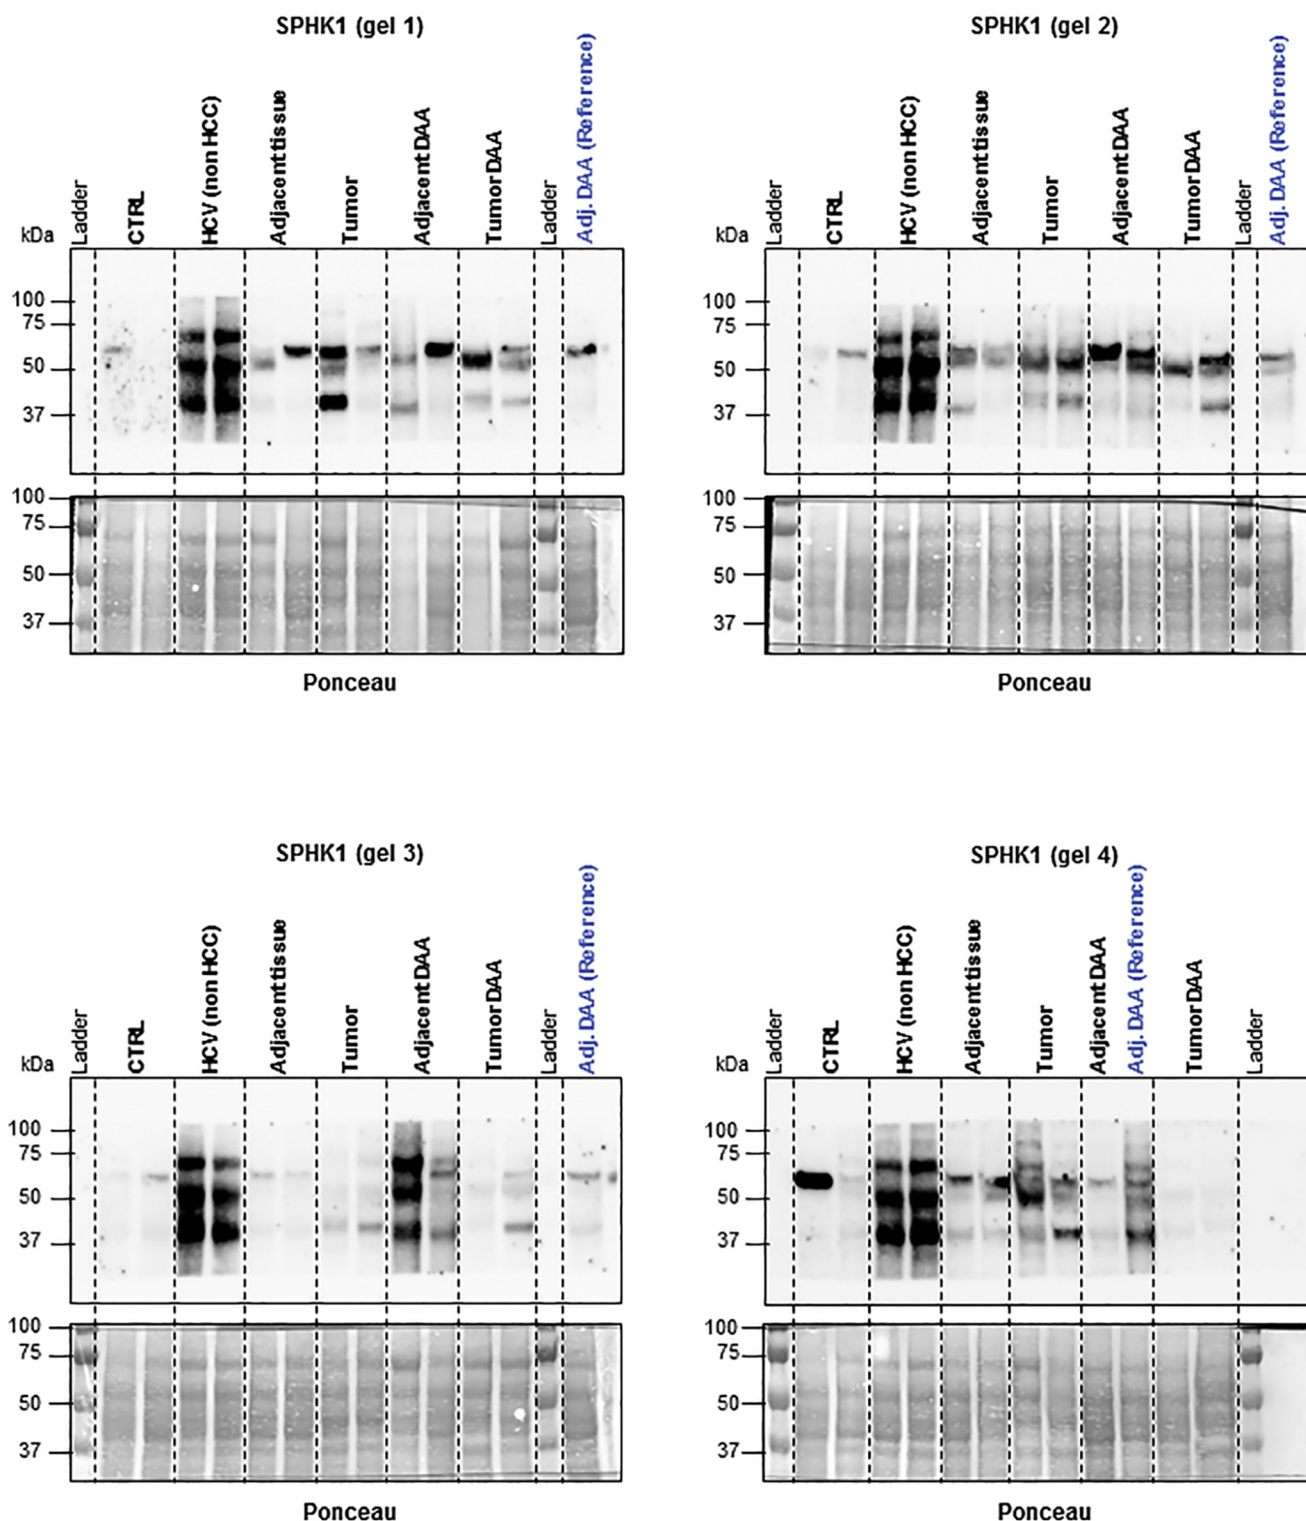 SPHK1 (gel 1)
kDa
Ladder
CTRL
HCV (non HCC)
Adjacent tissue
Tumor
Adjacent DAA
Tumor DAA
Ladder
Adj. DAA (Reference)
100
75
50
37
100
75
50
37
Ponceau
SPHK1 (gel 2)
kDa
Ladder
CTRL
HCV (non HCC)
Adjacent tissue
Tumor
Adjacent DAA
Tumor DAA
Ladder
Adj. DAA (Reference)
100
75
50
37
100
75
50
37
Ponceau
SPHK1 (gel 3)
kDa
Ladder
CTRL
HCV (non HCC)
Adjacent tissue
Tumor
Adjacent DAA
Tumor DAA
Ladder
Adj. DAA (Reference)
100
75
50
37
100
75
50
37
Ponceau
SPHK1 (gel 4)
kDa
Ladder
CTRL
HCV (non HCC)
Adjacent tissue
Tumor
Adjacent DAA
Adj. DAA (Reference)
Tumor DAA
Ladder
100
75
50
37
100
75
50
37
Ponceau